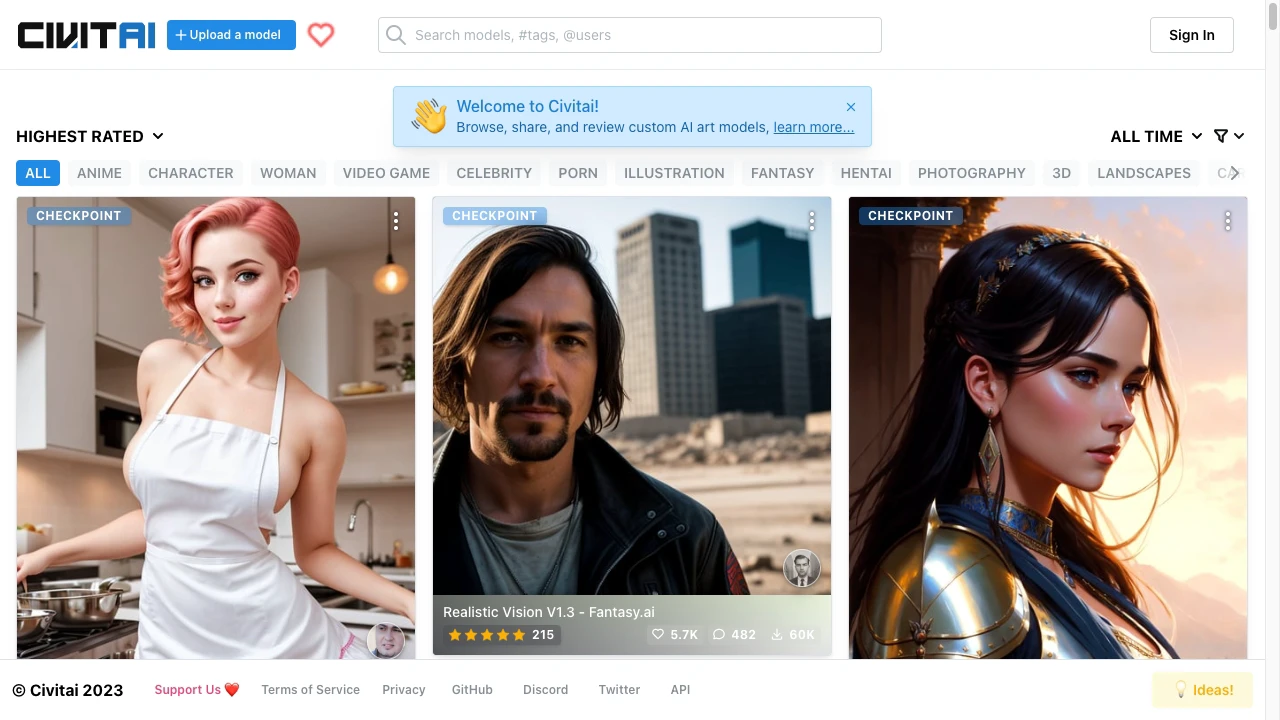 CIVITAI
Upload a model
Search models, #tags, @users
Sign In
Welcome to Civitai!
Browse, share, and review custom AI art models, learn more...
HIGHEST RATED
ALL TIME
ALL
ANIME
CHARACTER
WOMAN
VIDEO GAME
CELEBRITY
PORN
ILLUSTRATION
FANTASY
HENTAI
PHOTOGRAPHY
3D
LANDSCAPES
CHECKPOINT
CHECKPOINT
CHECKPOINT
Realistic Vision V1.3 - Fantasy.ai
215
5.7K
482
60K
© Civitai 2023
Support Us
Terms of Service
Privacy
GitHub
Discord
Twitter
API
Ideas!